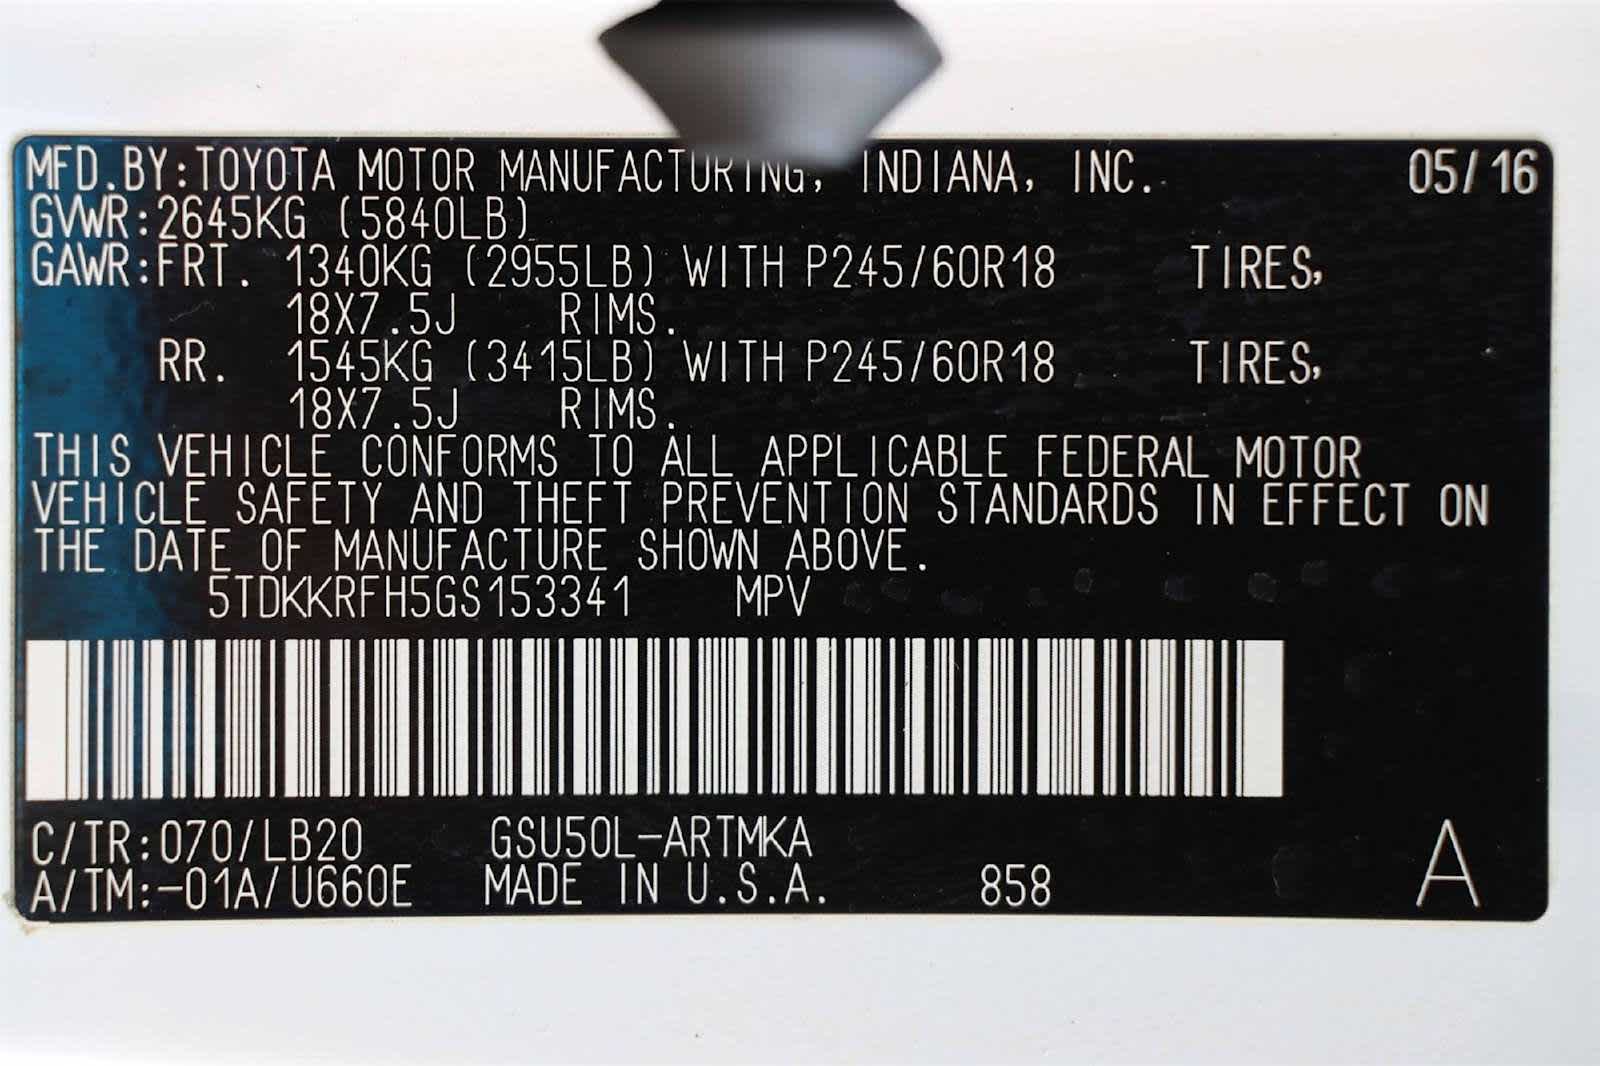 MFD.BY:TOYOTA MOTOR MANUFACTURING, INDIANA, INC. 05/16
GVWR:2645KG (5840LB)
GAWR:FRT. 1340KG (2955LB) WITH P245/60R18 TIRES,
18X7.5J RIMS.
RR. 1545KG (3415LB) WITH P245/60R18 TIRES,
18X7.5J RIMS.
THIS VEHICLE CONFORMS TO ALL APPLICABLE FEDERAL MOTOR
VEHICLE SAFETY AND THEFT PREVENTION STANDARDS IN EFFECT ON
THE DATE OF MANUFACTURE SHOWN ABOVE.
5TDKKRFH5GS153341 MPV
C/TR:070/LB20 GSU50L-ARTMKA
A/TM:-01A/U660E MADE IN U.S.A. 858 A